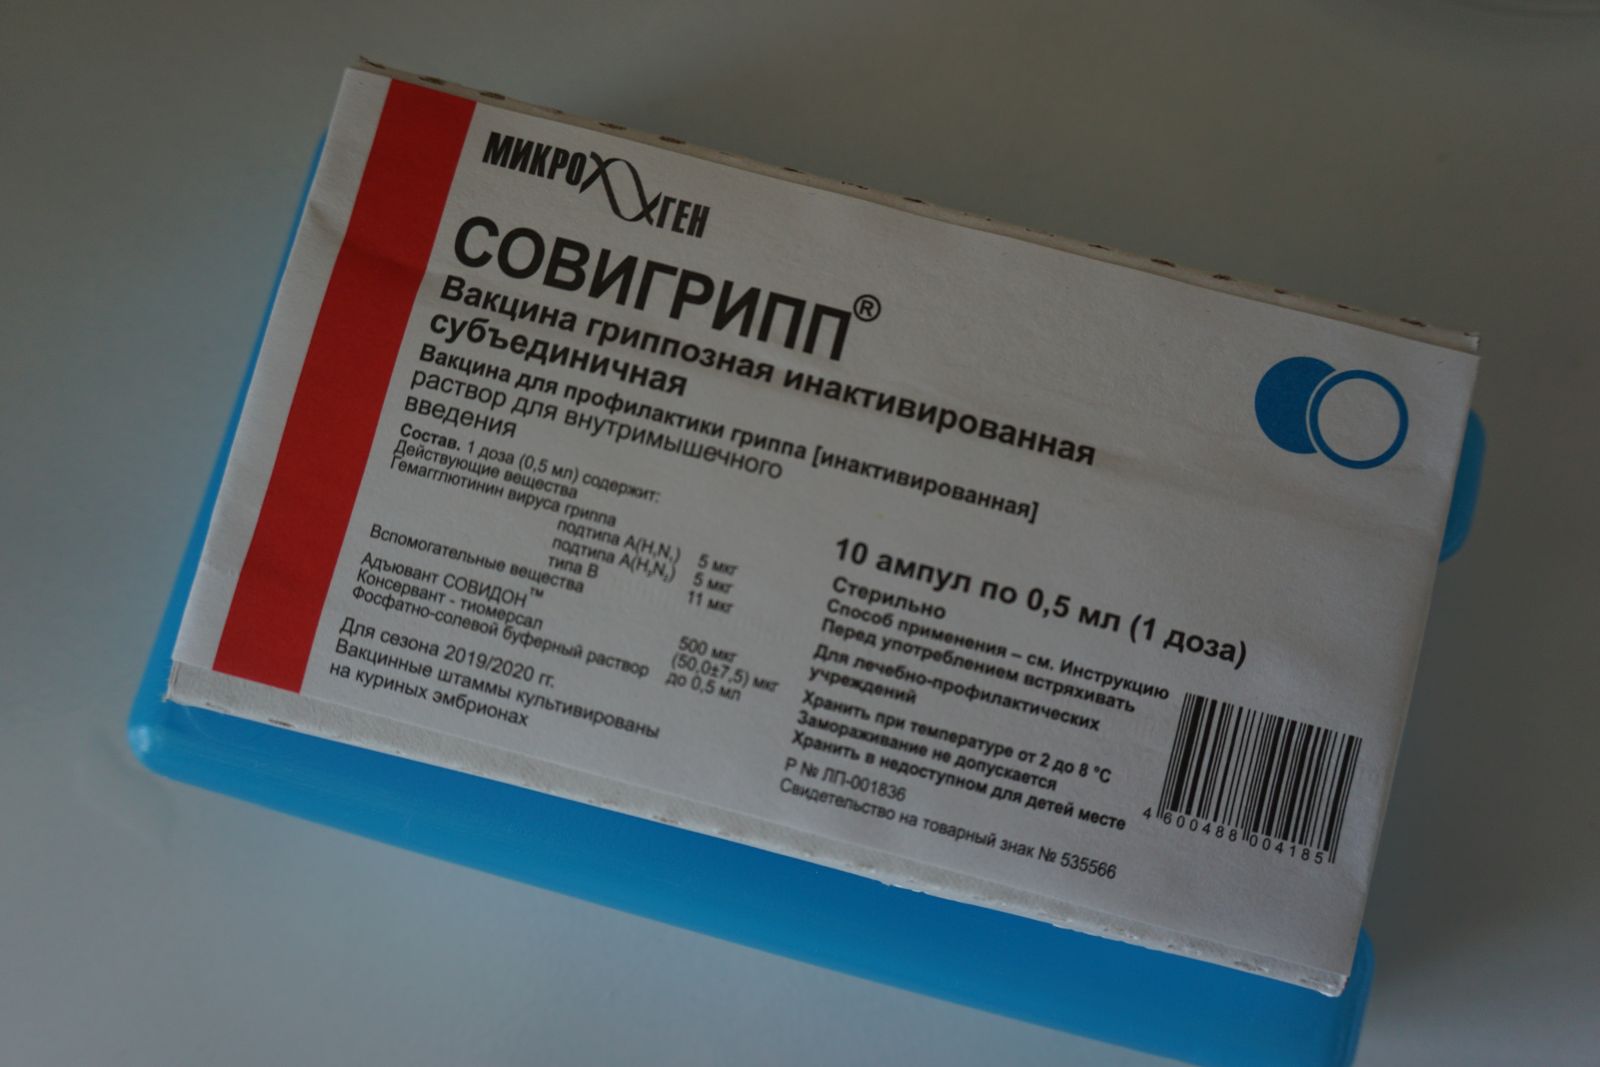 МИКРОГЕН
СОВИГРИПП®
Вакцина гриппозная инактивированная
субъединичная
Вакцина для профилактики гриппа [инактивированная]
раствор для внутримышечного
введения
Состав. 1 доза (0,5 мл) содержит:
Действующие вещества
Гемагглютинин вируса гриппа
подтипа A(H₁N₁) 5 мкг
подтипа A(H₃N₂) 5 мкг
типа B 11 мкг
Вспомогательные вещества
Адъювант СОВИДОН™ 500 мкг
Консервант - тиомерсал (50,0±7,5) мкг
Фосфатно-солевой буферный раствор до 0,5 мл
Для сезона 2019/2020 гг.
Вакцинные штаммы культивированы
на куриных эмбрионах
10 ампул по 0,5 мл (1 доза)
Стерильно
Способ применения – см. Инструкцию
Перед употреблением встряхивать
Для лечебно-профилактических
учреждений
Хранить при температуре от 2 до 8 °С
Замораживание не допускается
Хранить в недоступном для детей месте
Р № ЛП-001836
Свидетельство на товарный знак № 535566
4 600488 004185